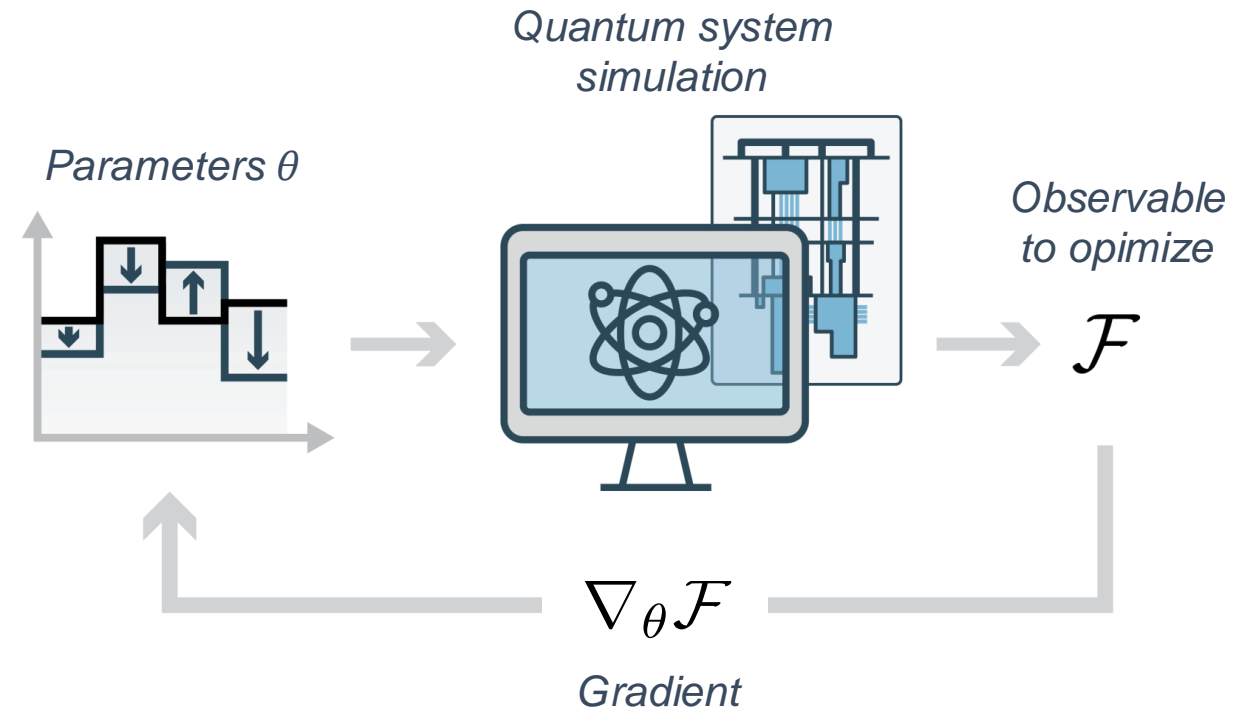 Quantum system
simulation
Parameters θ
Observable
to opimize
ℱ
∇θℱ
Gradient